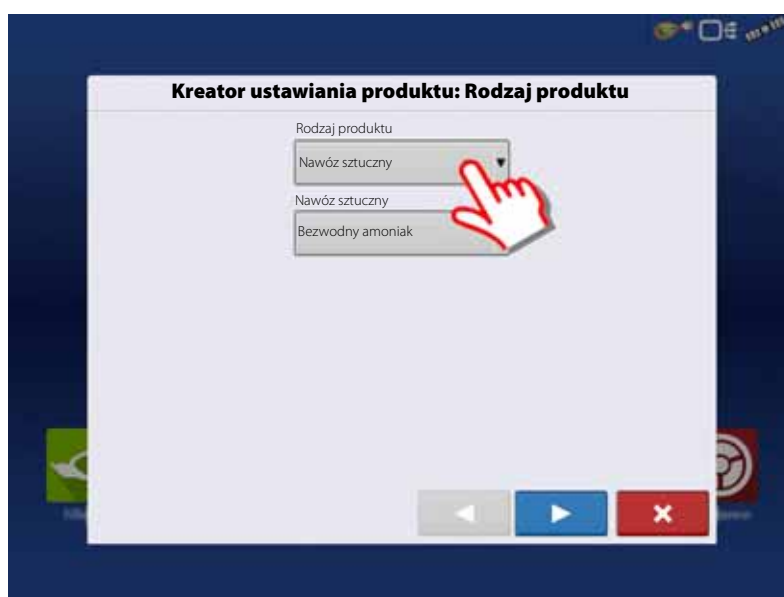 Kreator ustawiania produktu: Rodzaj produktu
Rodzaj produktu
Nawóz sztuczny
Nawóz sztuczny
Bezwodny amoniak